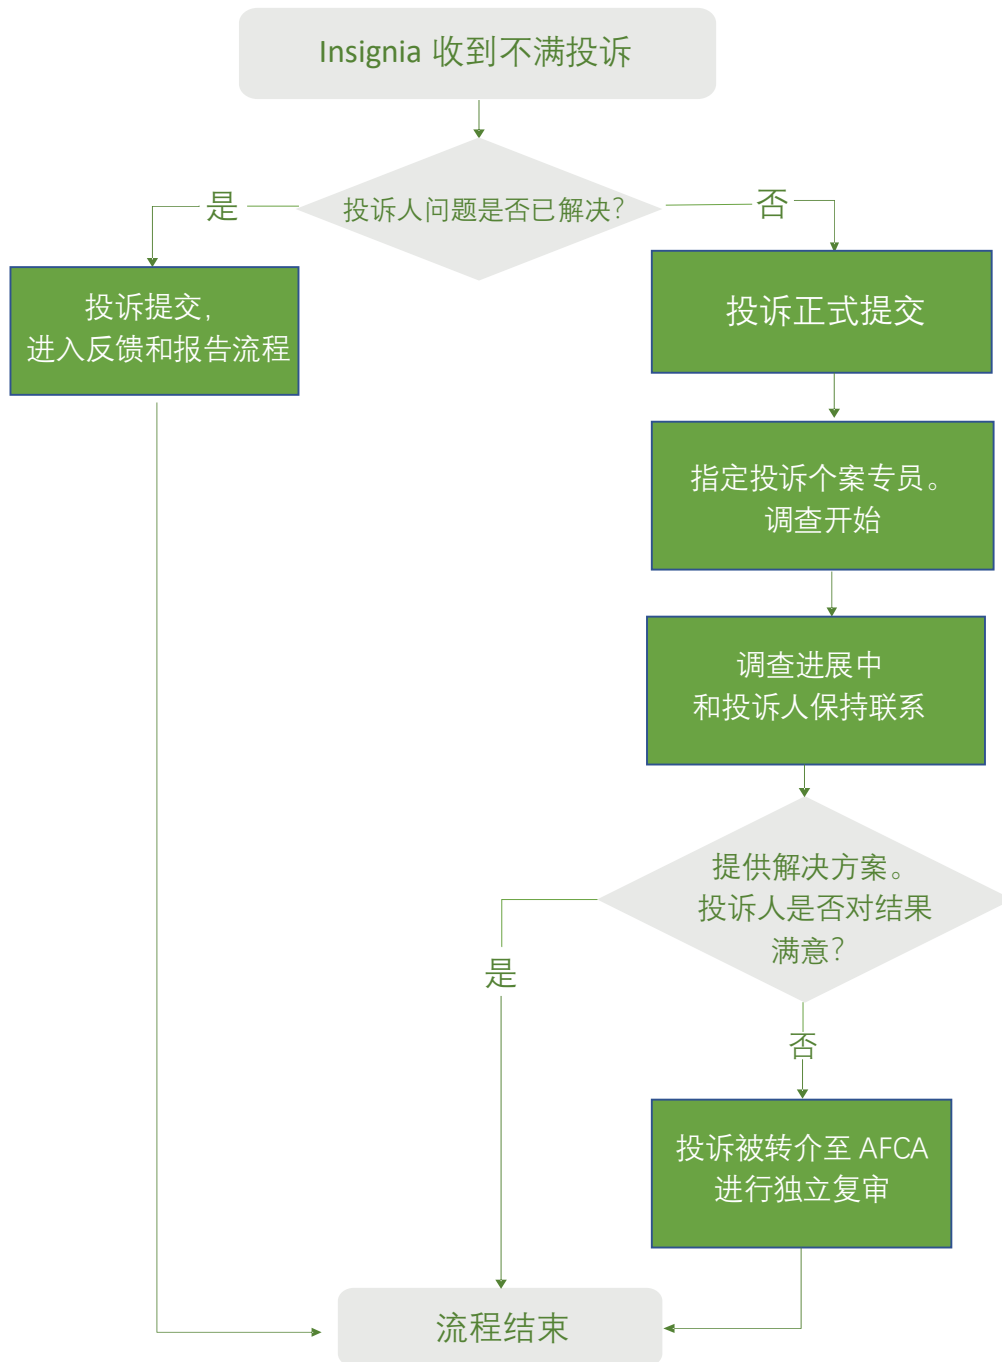 Insignia 收到不满投诉
投诉人问题是否已解决？
是
否
投诉提交，
进入反馈和报告流程
投诉正式提交
指定投诉个案专员。
调查开始
调查进展中
和投诉人保持联系
提供解决方案。
投诉人是否对结果
满意？
是
否
投诉被转介至 AFCA
进行独立复审
流程结束